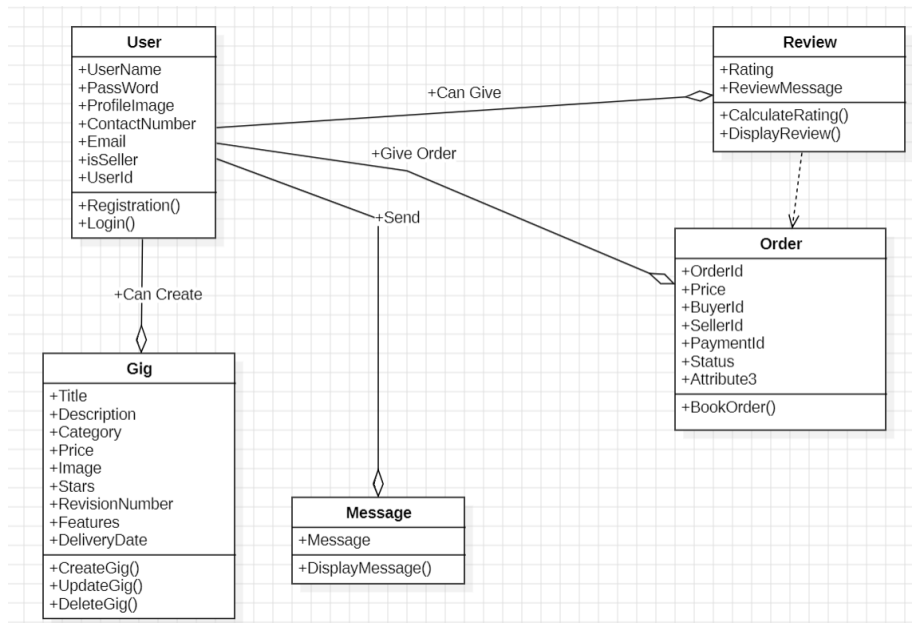 User
+UserName
+PassWord
+ProfileImage
+ContactNumber
+Email
+isSeller
+UserId
+Registration()
+Login()
+Can Give
+Give Order
+Send
+Can Create
Review
+Rating
+ReviewMessage
+CalculateRating()
+DisplayReview()
Order
+OrderId
+Price
+BuyerId
+SellerId
+PaymentId
+Status
+Attribute3
+BookOrder()
Gig
+Title
+Description
+Category
+Price
+Image
+Stars
+RevisionNumber
+Features
+DeliveryDate
+CreateGig()
+UpdateGig()
+DeleteGig()
Message
+Message
+DisplayMessage()